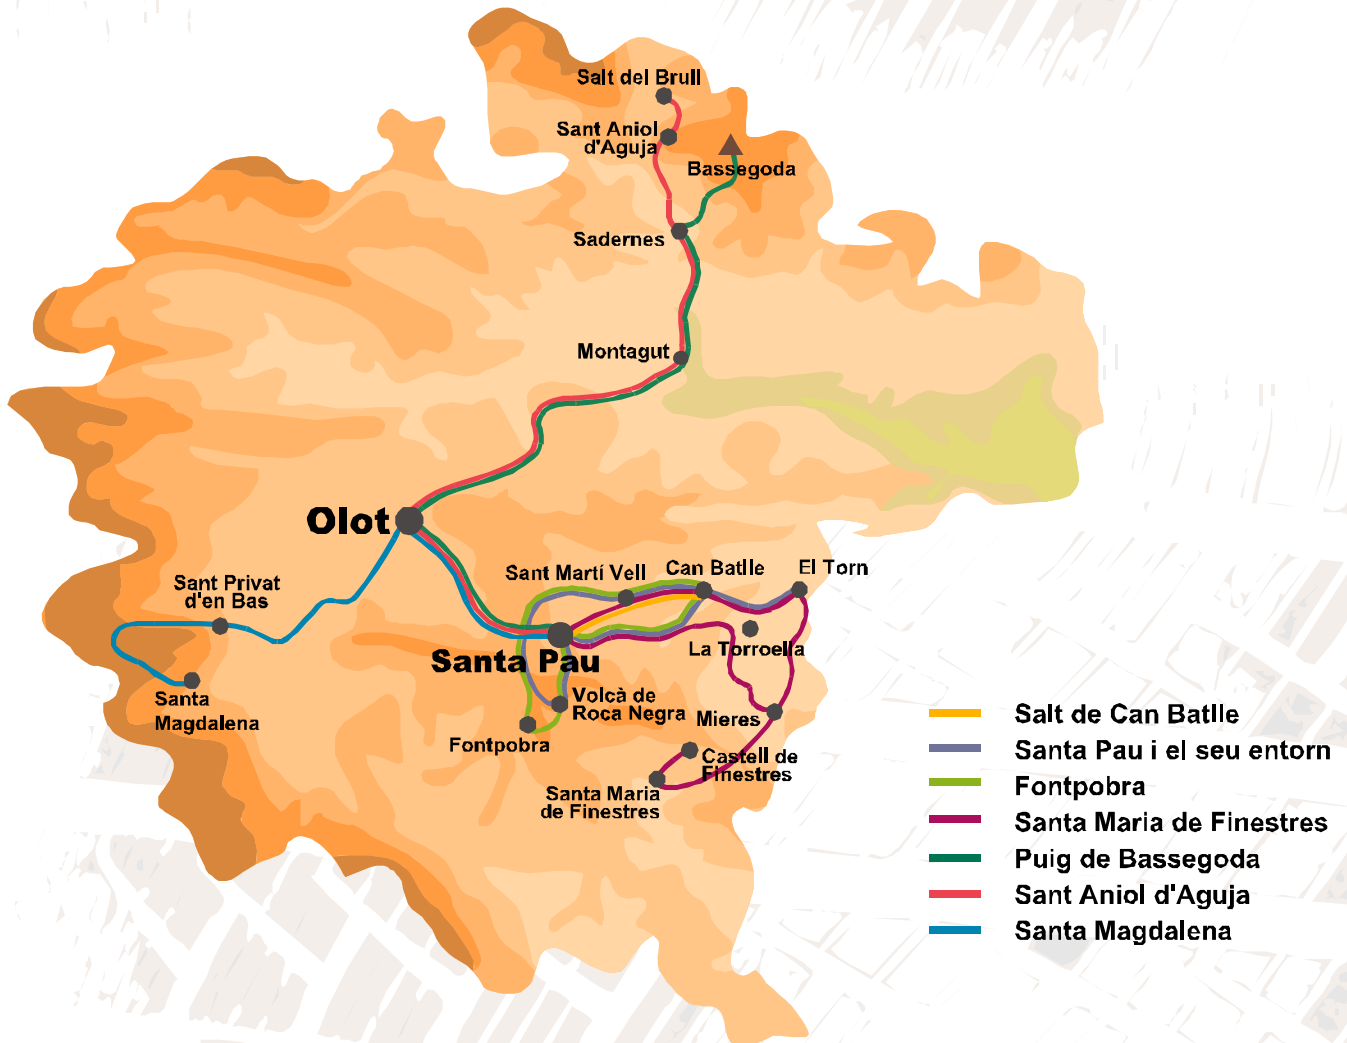 Salt del Brull
Sant Aniol
d'Aguja
Bassegoda
Sadernes
Montagut
Olot
Sant Martí Vell
Can Batlle
El Torn
Sant Privat
d'en Bas
La Torroella
Santa Pau
Santa
Magdalena
Volcà de
Roca Negra
Mieres
Fontpobra
Castell de
Finestres
Santa Maria
de Finestres
Salt de Can Batlle
Santa Pau i el seu entorn
Fontpobra
Santa Maria de Finestres
Puig de Bassegoda
Sant Aniol d'Aguja
Santa Magdalena